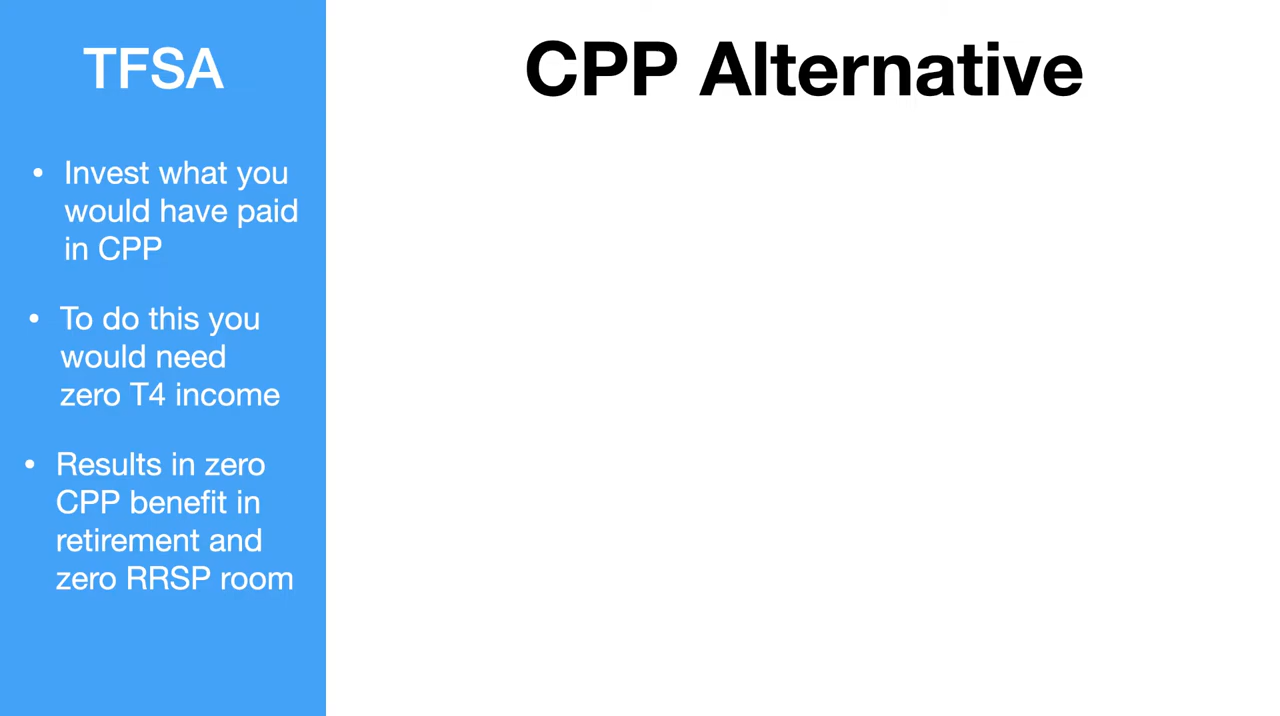 TFSA
CPP Alternative
• Invest what you
would have paid
in CPP
• To do this you
would need
zero T4 income
• Results in zero
CPP benefit in
retirement and
zero RRSP room